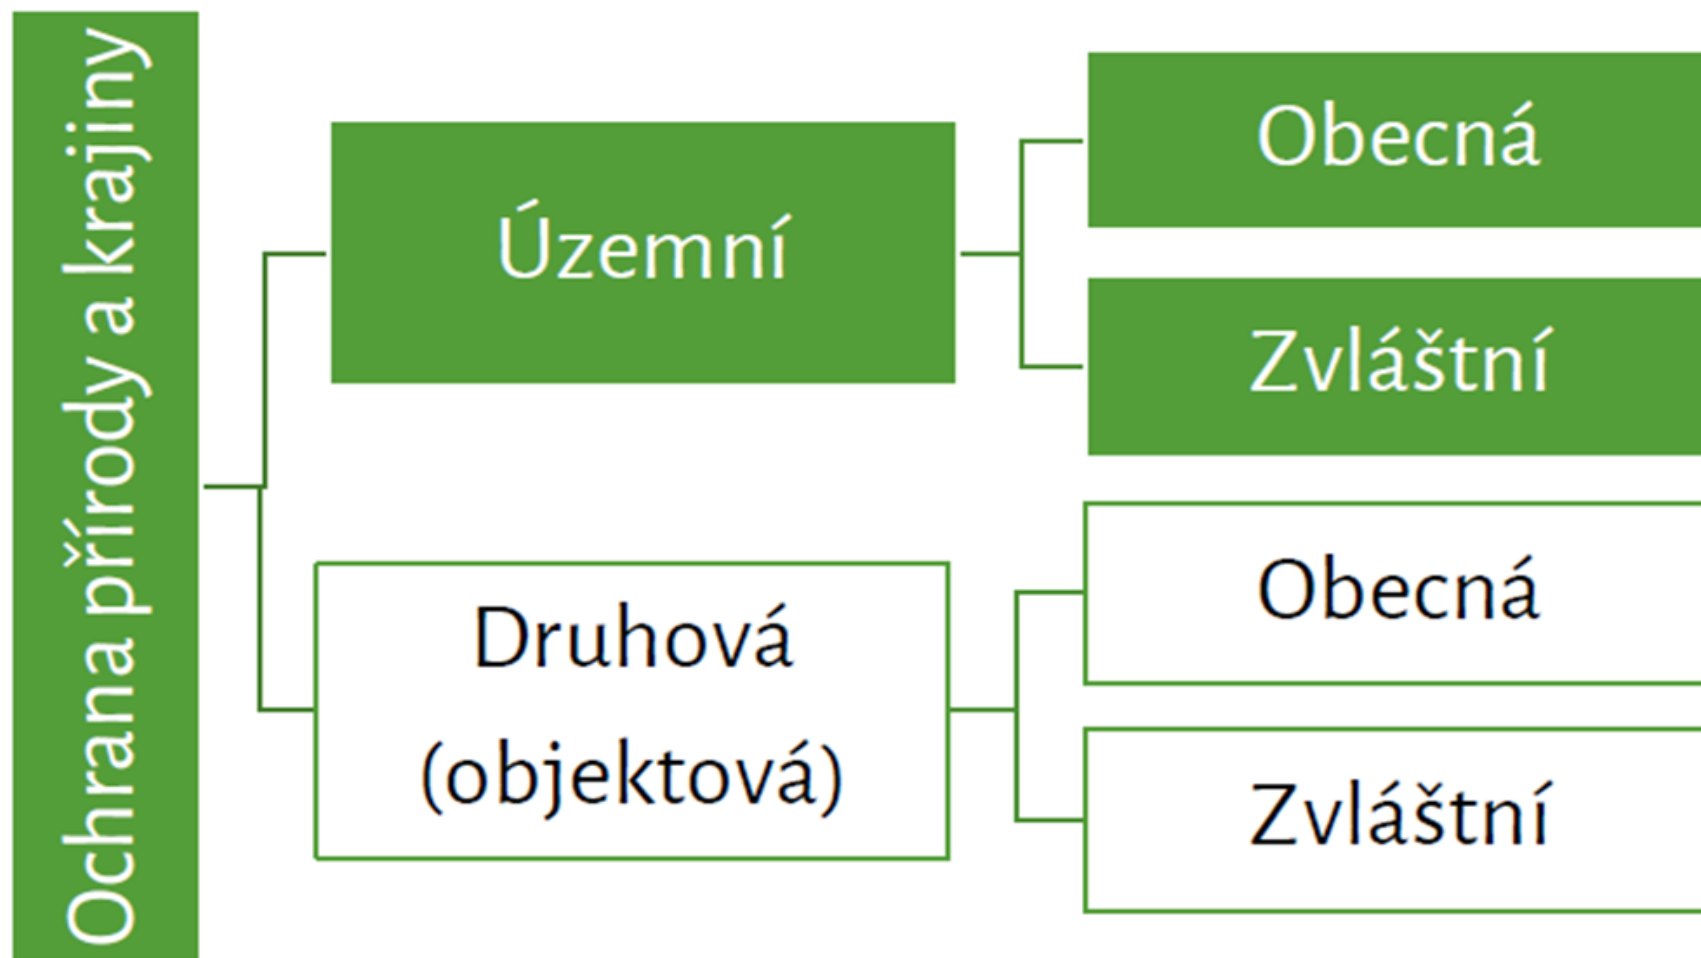 Ochrana přírody a krajiny
Územní
Obecná
Zvláštní
Druhová
(objektová)
Obecná
Zvláštní